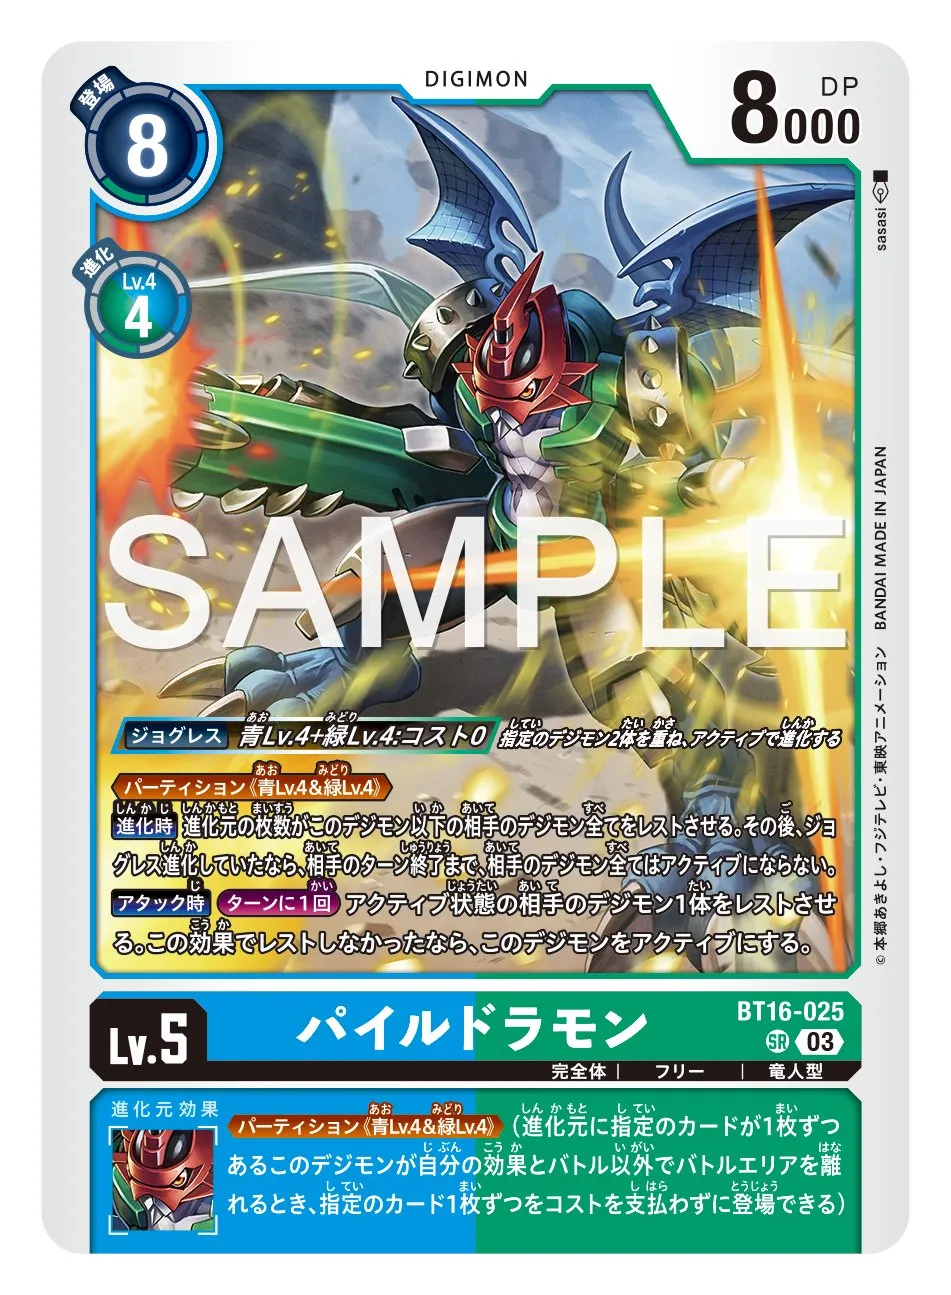 DIGIMON
登場
8
DP
8000
進化
Lv.4
4
sasasi
BANDAI MADE IN JAPAN
©本郷あきよし・フジテレビ・東映アニメーション
SAMPLE
ジョグレス 青Lv.4+緑Lv.4:コスト0 指定のデジモン2体を重ね、アクティブで進化する
パーティション《青Lv.4&緑Lv.4》
進化時 進化元の枚数がこのデジモン以下の相手のデジモン全てをレストさせる。その後、ジョ
グレス進化していたなら、相手のターン終了まで、相手のデジモン全てはアクティブにならない。
アタック時 ターンに1回 アクティブ状態の相手のデジモン1体をレストさせ
る。この効果でレストしなかったなら、このデジモンをアクティブにする。
Lv.5
パイルドラモン
BT16-025
SR 03
完全体 | フリー | 竜人型
進化元効果
パーティション《青Lv.4&緑Lv.4》(進化元に指定のカードが1枚ずつ
あるこのデジモンが自分の効果とバトル以外でバトルエリアを離
れるとき、指定のカード1枚ずつをコストを支払わずに登場できる)